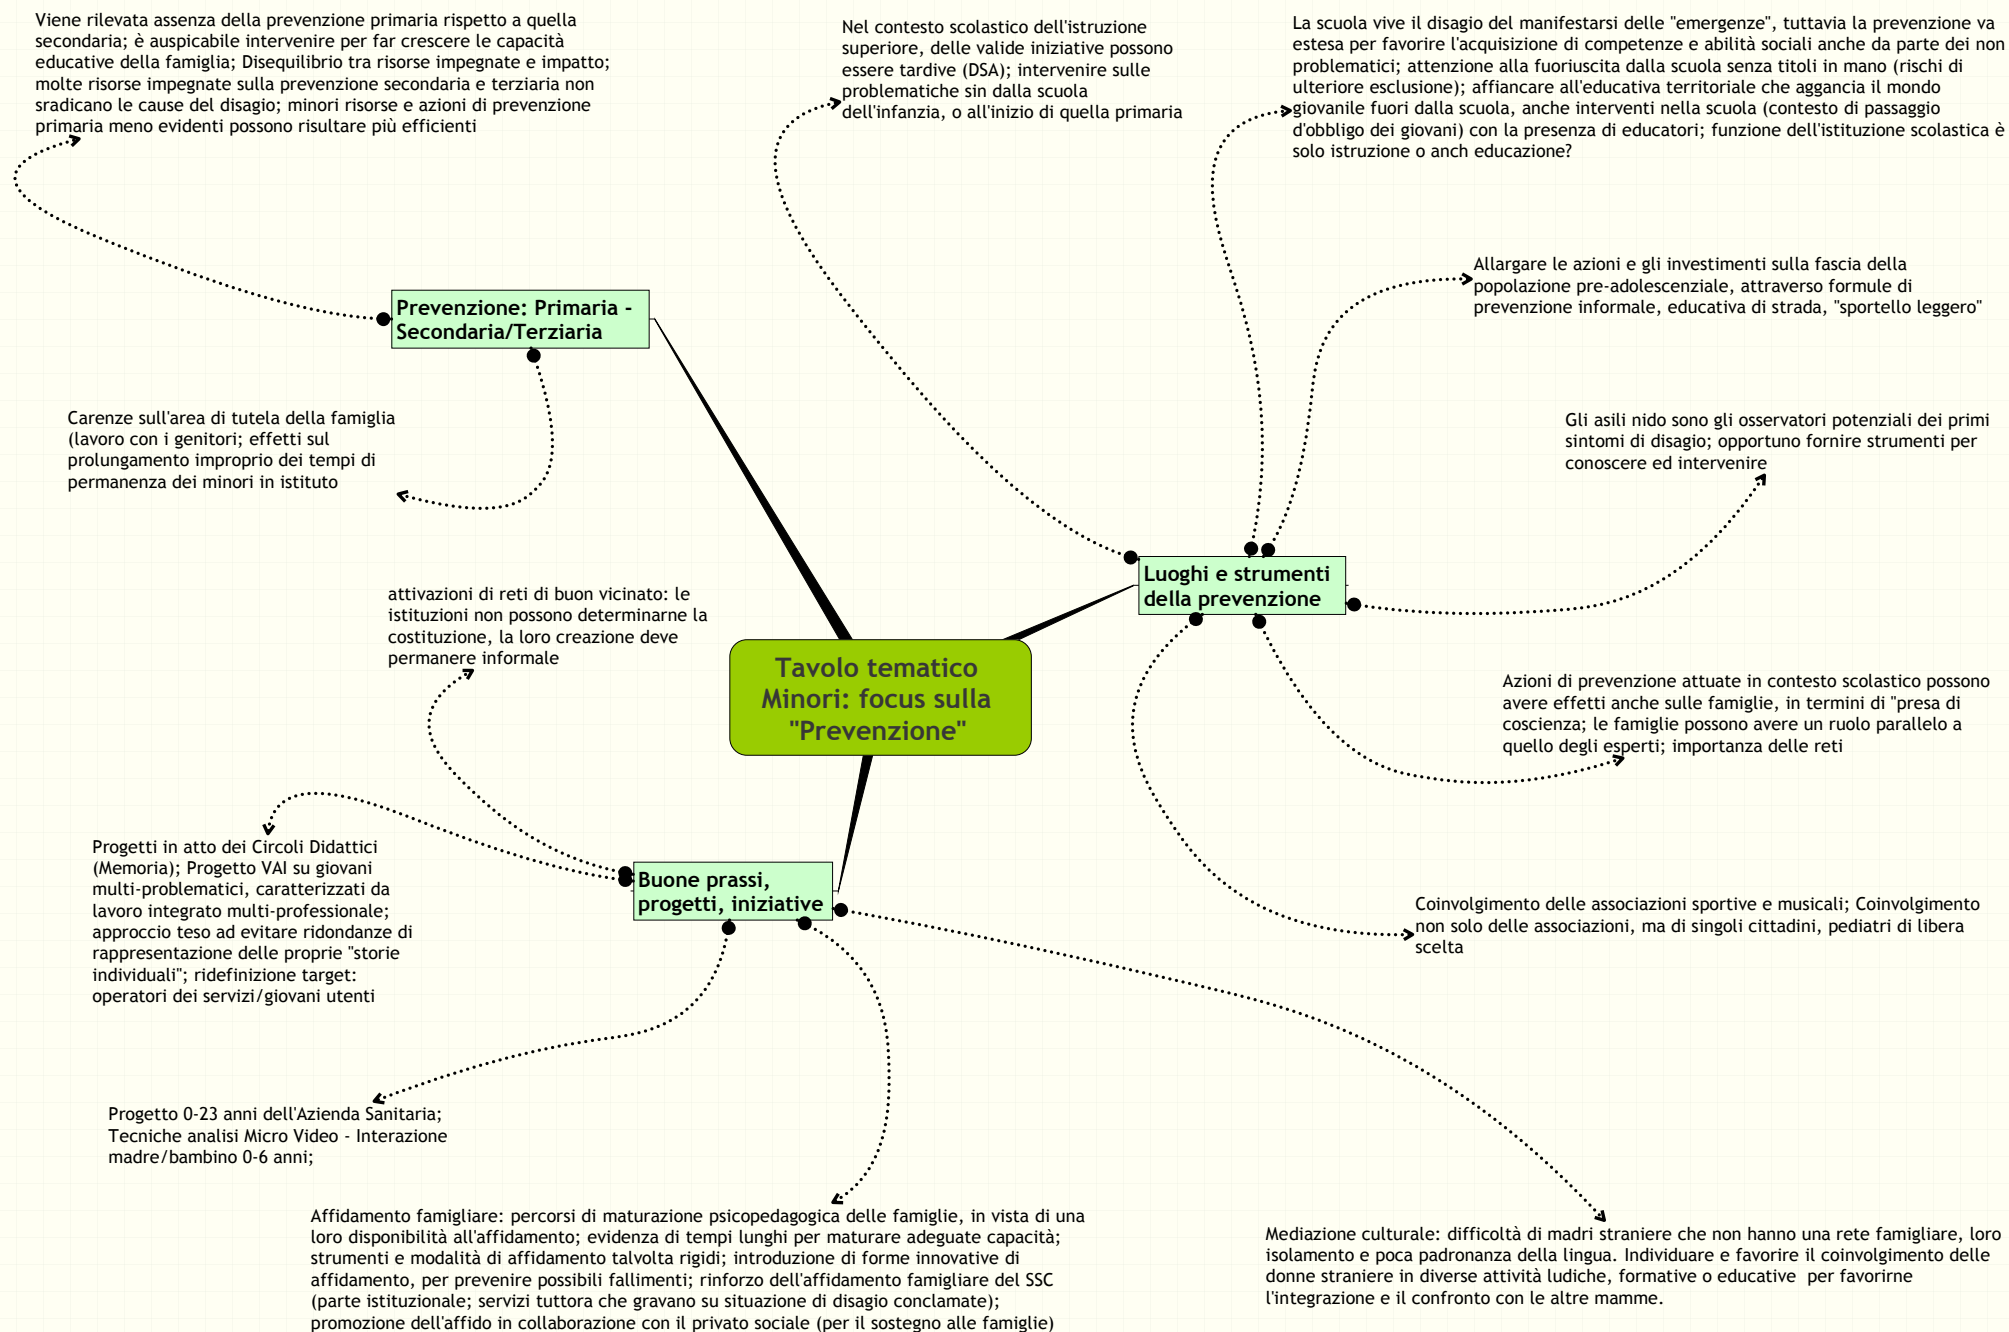 Viene rilevata assenza della prevenzione primaria rispetto a quella
secondaria; è auspicabile intervenire per far crescere le capacità
educative della famiglia; Disequilibrio tra risorse impegnate e impatto;
molte risorse impegnate sulla prevenzione secondaria e terziaria non
sradicano le cause del disagio; minori risorse e azioni di prevenzione
primaria meno evidenti possono risultare più efficienti
Nel contesto scolastico dell'istruzione
superiore, delle valide iniziative possono
essere tardive (DSA); intervenire sulle
problematiche sin dalla scuola
dell'infanzia, o all'inizio di quella primaria
La scuola vive il disagio del manifestarsi delle "emergenze", tuttavia la prevenzione va
estesa per favorire l'acquisizione di competenze e abilità sociali anche da parte dei non
problematici; attenzione alla fuoriuscita dalla scuola senza titoli in mano (rischi di
ulteriore esclusione); affiancare all'educativa territoriale che aggancia il mondo
giovanile fuori dalla scuola, anche interventi nella scuola (contesto di passaggio
d'obbligo dei giovani) con la presenza di educatori; funzione dell'istituzione scolastica è
solo istruzione o anch educazione?
Allargare le azioni e gli investimenti sulla fascia della
popolazione pre-adolescenziale, attraverso formule di
prevenzione informale, educativa di strada, "sportello leggero"
Prevenzione: Primaria -
Secondaria/Terziaria
Carenze sull'area di tutela della famiglia
(lavoro con i genitori; effetti sul
prolungamento improprio dei tempi di
permanenza dei minori in istituto
Gli asili nido sono gli osservatori potenziali dei primi
sintomi di disagio; opportuno fornire strumenti per
conoscere ed intervenire
Luoghi e strumenti
della prevenzione
attivazioni di reti di buon vicinato: le
istituzioni non possono determinarne la
costituzione, la loro creazione deve
permanere informale
Tavolo tematico
Minori: focus sulla
"Prevenzione"
Azioni di prevenzione attuate in contesto scolastico possono
avere effetti anche sulle famiglie, in termini di "presa di
coscienza; le famiglie possono avere un ruolo parallelo a
quello degli esperti; importanza delle reti
Progetti in atto dei Circoli Didattici
(Memoria); Progetto VAI su giovani
multi-problematici, caratterizzati da
lavoro integrato multi-professionale;
approccio teso ad evitare ridondanze di
rappresentazione delle proprie "storie
individuali"; ridefinizione target:
operatori dei servizi/giovani utenti
Buone prassi,
progetti, iniziative
Coinvolgimento delle associazioni sportive e musicali; Coinvolgimento
non solo delle associazioni, ma di singoli cittadini, pediatri di libera
scelta
Progetto 0-23 anni dell'Azienda Sanitaria;
Tecniche analisi Micro Video - Interazione
madre/bambino 0-6 anni;
Affidamento famigliare: percorsi di maturazione psicopedagogica delle famiglie, in vista di una
loro disponibilità all'affidamento; evidenza di tempi lunghi per maturare adeguate capacità;
strumenti e modalità di affidamento talvolta rigidi; introduzione di forme innovative di
affidamento, per prevenire possibili fallimenti; rinforzo dell'affidamento famigliare del SSC
(parte istituzionale; servizi tuttora che gravano su situazione di disagio conclamate);
promozione dell'affido in collaborazione con il privato sociale (per il sostegno alle famiglie)
Mediazione culturale: difficoltà di madri straniere che non hanno una rete famigliare, loro
isolamento e poca padronanza della lingua. Individuare e favorire il coinvolgimento delle
donne straniere in diverse attività ludiche, formative o educative  per favorirne
l'integrazione e il confronto con le altre mamme.